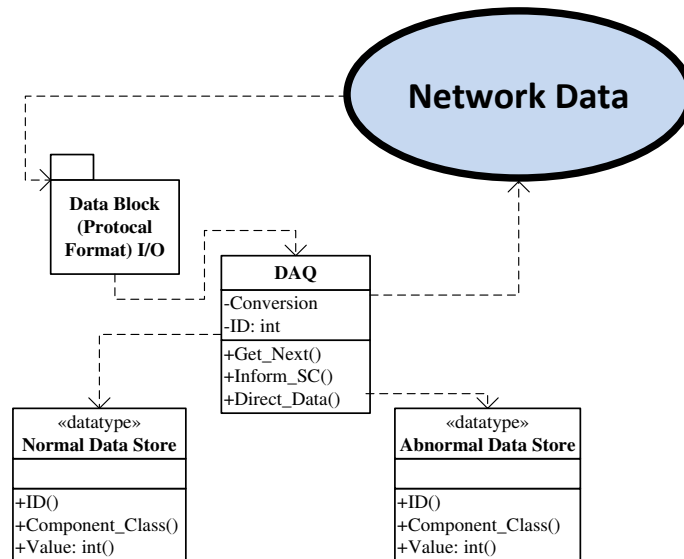 Network Data
Data Block
(Protocal
Format) I/O
DAQ
-Conversion
-ID: int
+Get_Next()
+Inform_SC()
+Direct_Data()
«datatype»
Normal Data Store
+ID()
+Component_Class()
+Value: int()
«datatype»
Abnormal Data Store
+ID()
+Component_Class()
+Value: int()